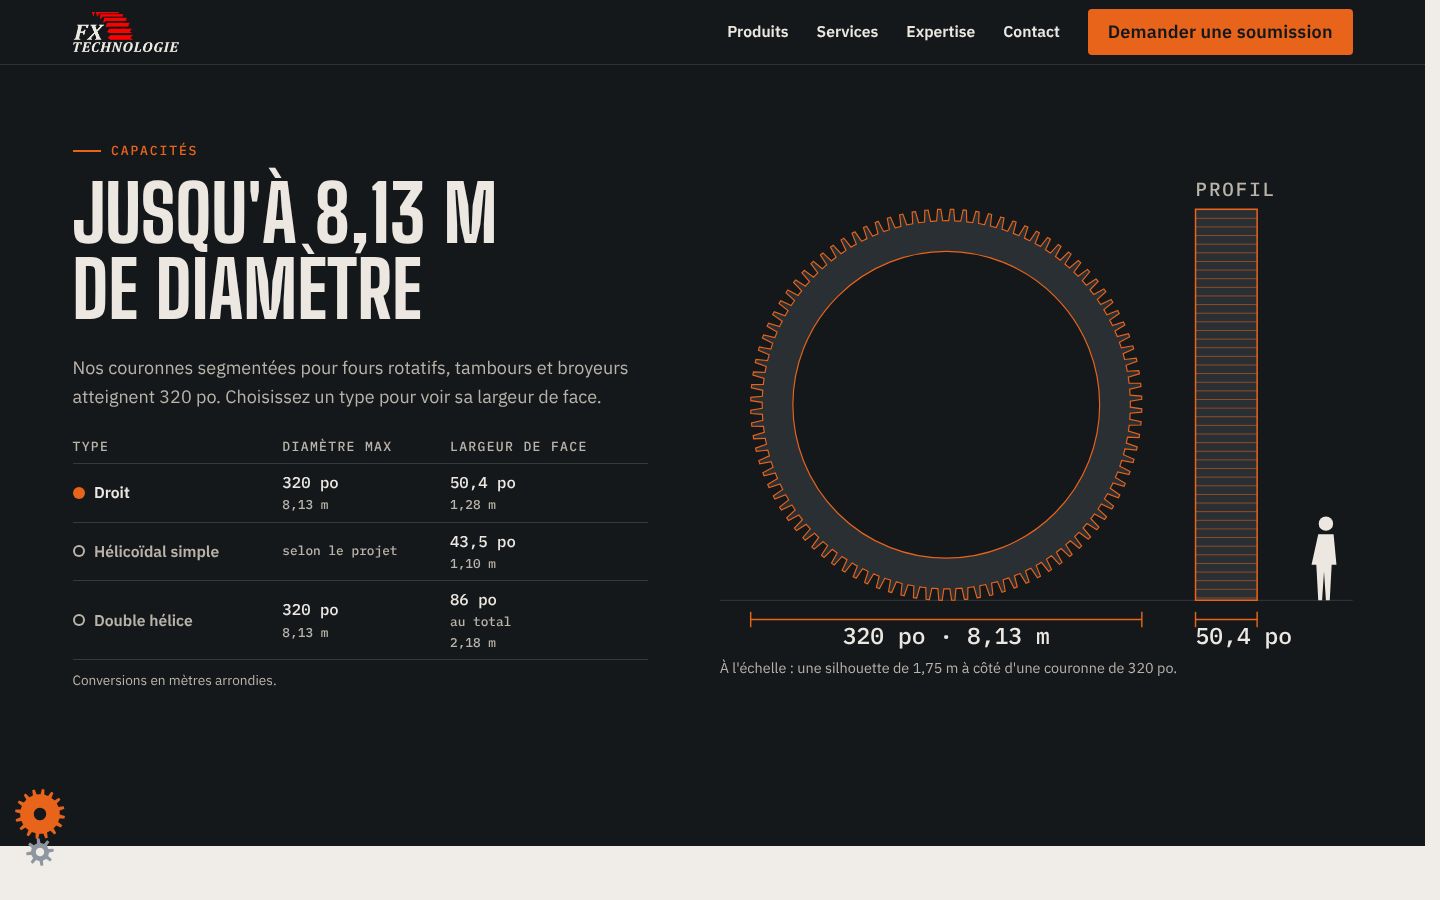 FX
TECHNOLOGIE
Produits Services Expertise Contact Demander une soumission
CAPACITÉS
JUSQU'À 8,13 M
DE DIAMÈTRE
Nos couronnes segmentées pour fours rotatifs, tambours et broyeurs
atteignent 320 po. Choisissez un type pour voir sa largeur de face.
TYPE DIAMÈTRE MAX LARGEUR DE FACE
Droit 320 po 50,4 po
8,13 m 1,28 m
Hélicoïdal simple selon le projet 43,5 po
1,10 m
Double hélice 320 po 86 po
8,13 m au total
2,18 m
Conversions en mètres arrondies.
PROFIL
320 po · 8,13 m
50,4 po
À l'échelle : une silhouette de 1,75 m à côté d'une couronne de 320 po.